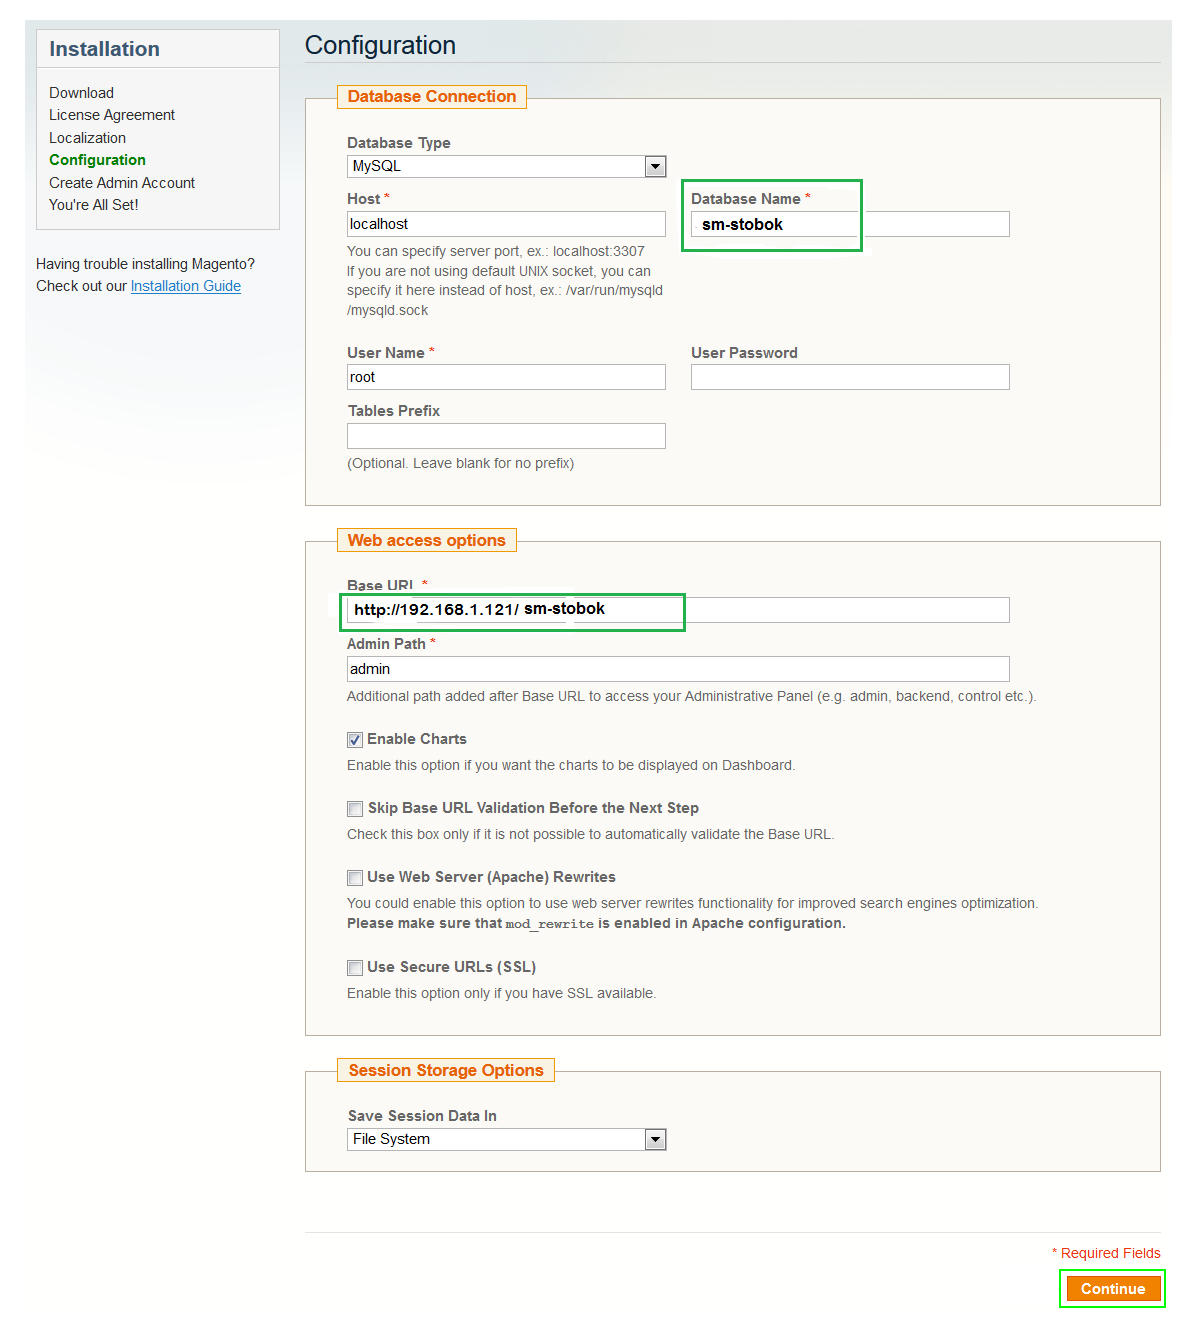 Installation
Download
License Agreement
Localization
Configuration
Create Admin Account
You're All Set!
Having trouble installing Magento?
Check out our Installation Guide
Configuration
Database Connection
Database Type
MySQL
Host *
localhost
You can specify server port, ex.: localhost:3307
If you are not using default UNIX socket, you can
specify it here instead of host, ex.: /var/run/mysqld
/mysqld.sock
Database Name *
sm-stobok
User Name *
root
User Password
Tables Prefix
(Optional. Leave blank for no prefix)
Web access options
Base URL *
http://192.168.1.121/ sm-stobok
Admin Path *
admin
Additional path added after Base URL to access your Administrative Panel (e.g. admin, backend, control etc.).
Enable Charts
Enable this option if you want the charts to be displayed on Dashboard.
Skip Base URL Validation Before the Next Step
Check this box only if it is not possible to automatically validate the Base URL.
Use Web Server (Apache) Rewrites
You could enable this option to use web server rewrites functionality for improved search engines optimization.
Please make sure that mod_rewrite is enabled in Apache configuration.
Use Secure URLs (SSL)
Enable this option only if you have SSL available.
Session Storage Options
Save Session Data In
File System
* Required Fields
Continue